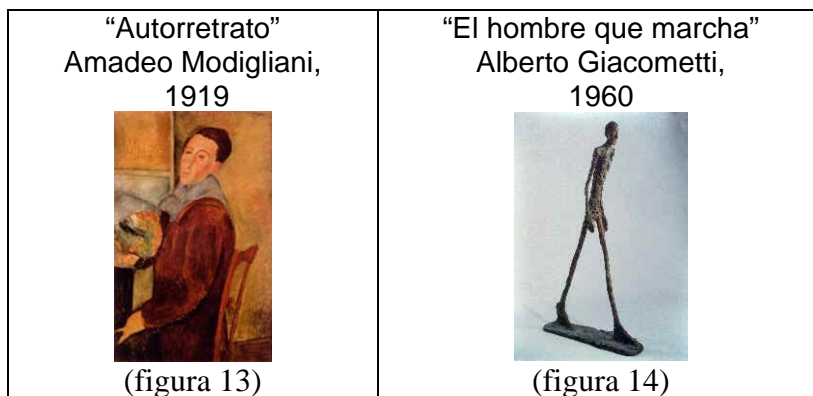 “Autorretrato”
Amadeo Modigliani,
1919
(figura 13)
“El hombre que marcha”
Alberto Giacometti,
1960
(figura 14)